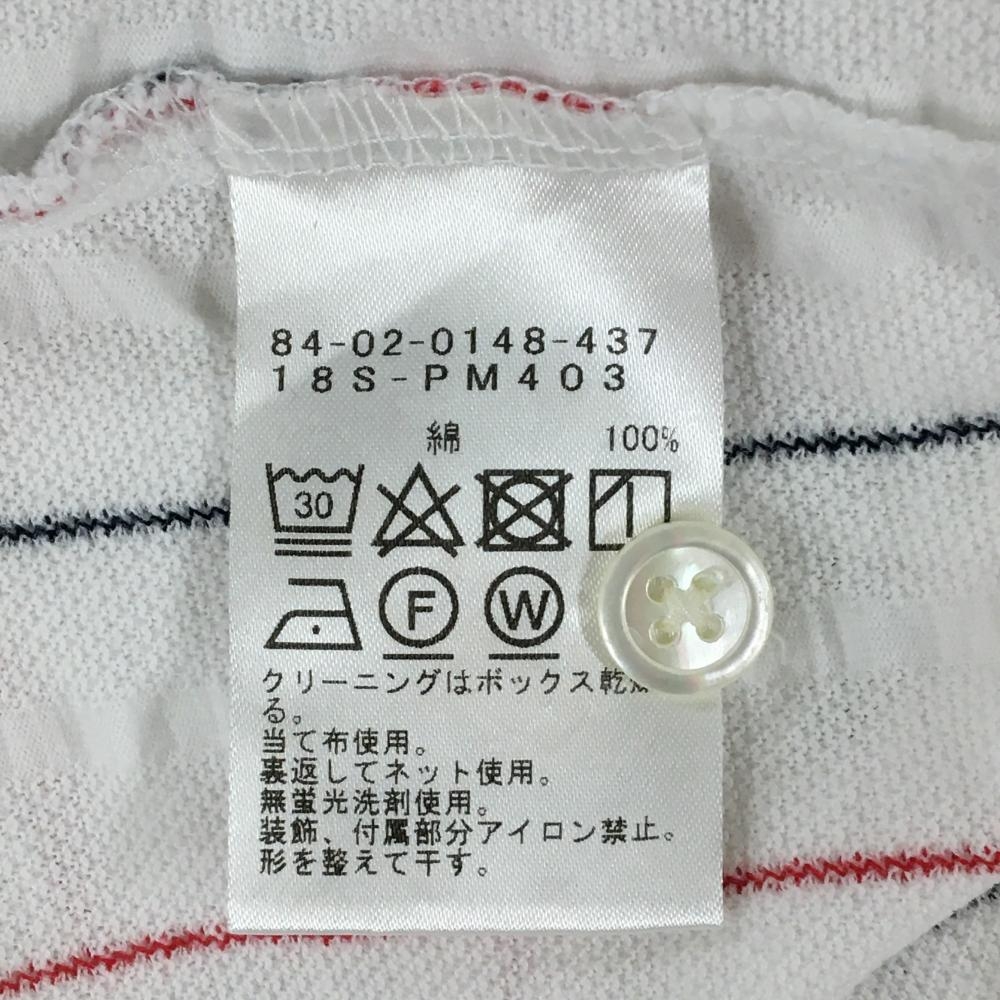 84-02-0148-437
18S-PM403
綿 100%
30
F W
クリーニングはボックス乾
る。
当て布使用。
裏返してネット使用。
無蛍光洗剤使用。
装飾、付属部分アイロン禁止。
形を整えて干す。